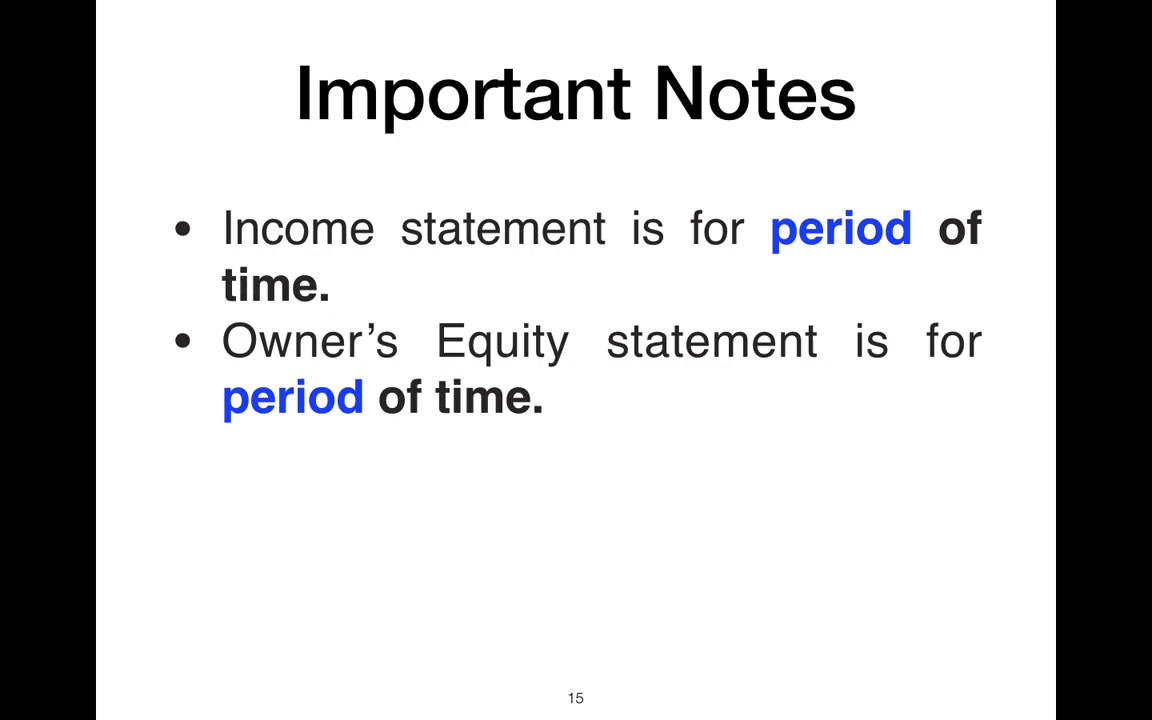 Important Notes
• Income statement is for period of
time.
• Owner’s Equity statement is for
period of time.
15